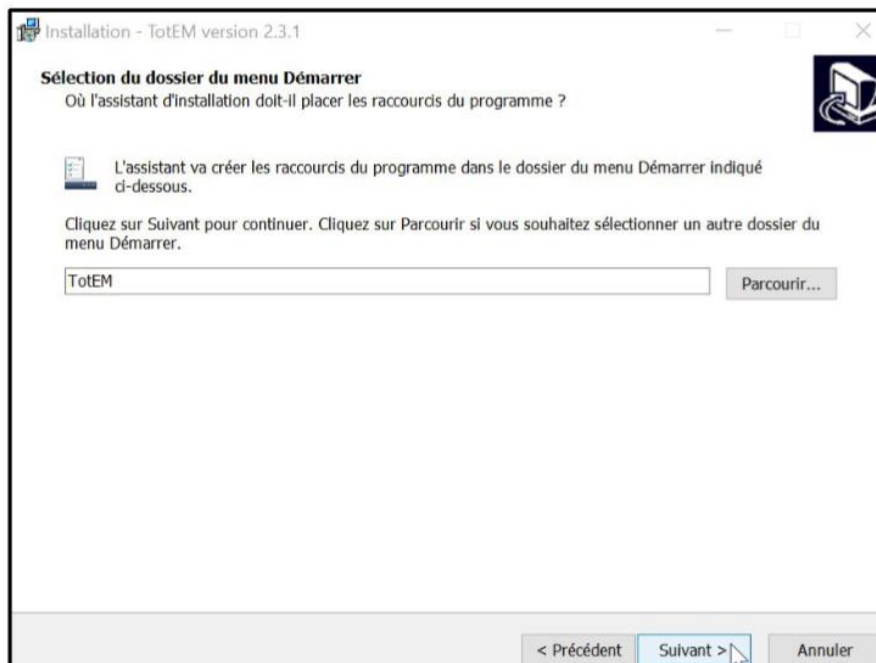 Installation - TotEM version 2.3.1
Sélection du dossier du menu Démarrer
Où l'assistant d'installation doit-il placer les raccourcis du programme ?
L'assistant va créer les raccourcis du programme dans le dossier du menu Démarrer indiqué
ci-dessous.
Cliquez sur Suivant pour continuer. Cliquez sur Parcourir si vous souhaitez sélectionner un autre dossier du
menu Démarrer.
TotEM
Parcourir...
< Précédent
Suivant >
Annuler